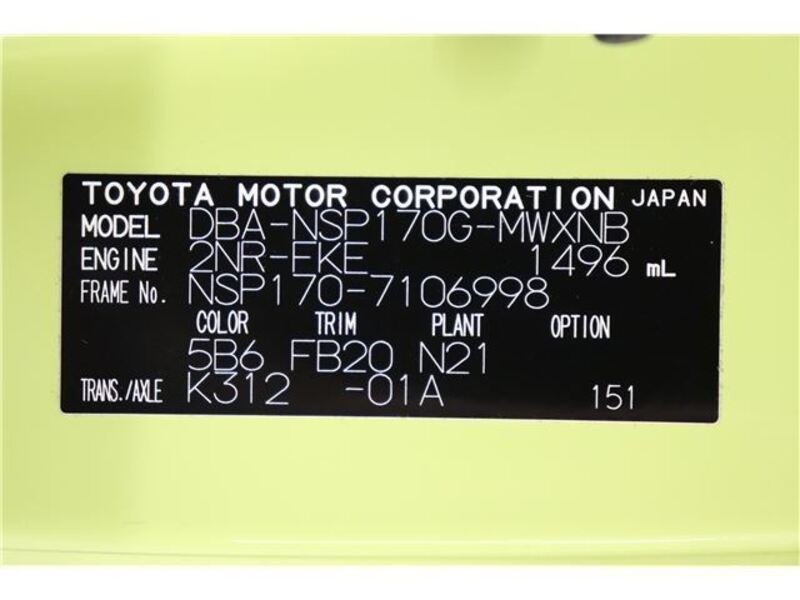 TOYOTA MOTOR CORPORATION JAPAN
MODEL DBA-NSP170G-MWXNB
ENGINE 2NR-FKE 1496 mL
FRAME No. NSP170-7106998
COLOR TRIM PLANT OPTION
5B6 FB20 N21
TRANS./AXLE K312 -01A 151